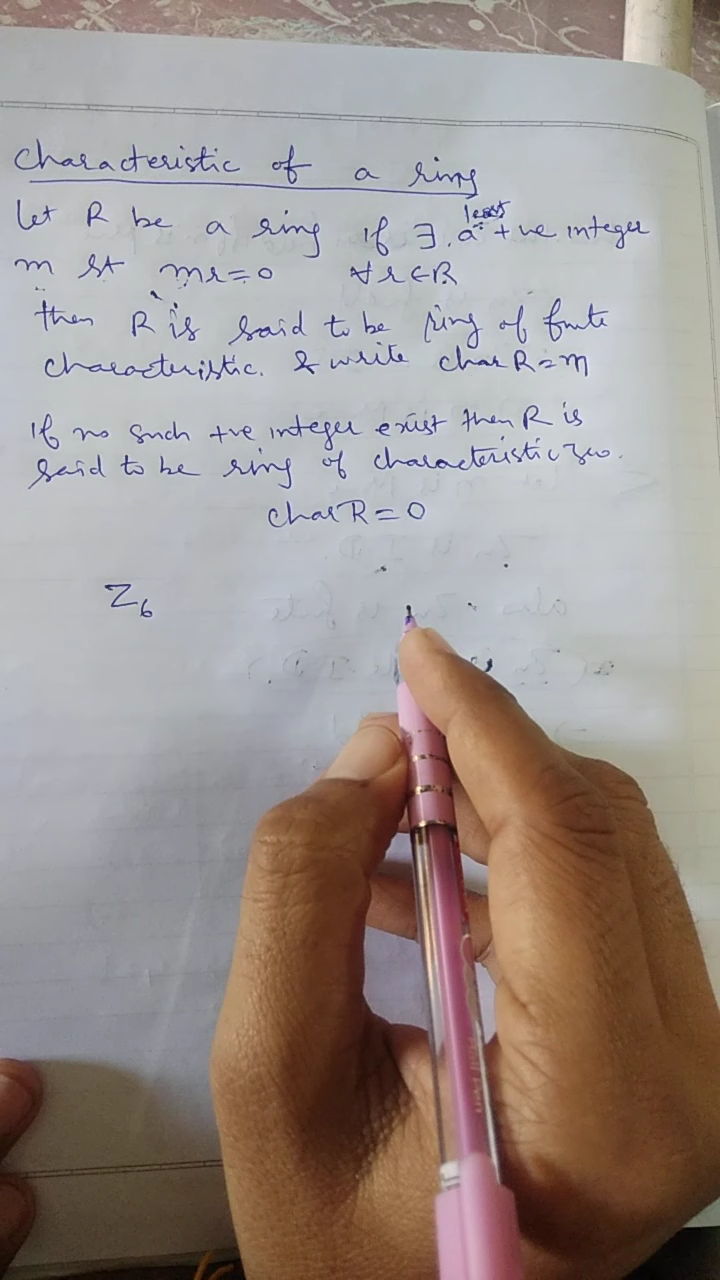 Characteristic of a ring
Let R be a ring if ∃. a least +ve integer
m st mr=0 ∀r∈R
then R is said to be ring of finite
characteristic. & write char R=m
If no such +ve integer exist then R is
said to be ring of characteristic zero.
char R = 0
Z6